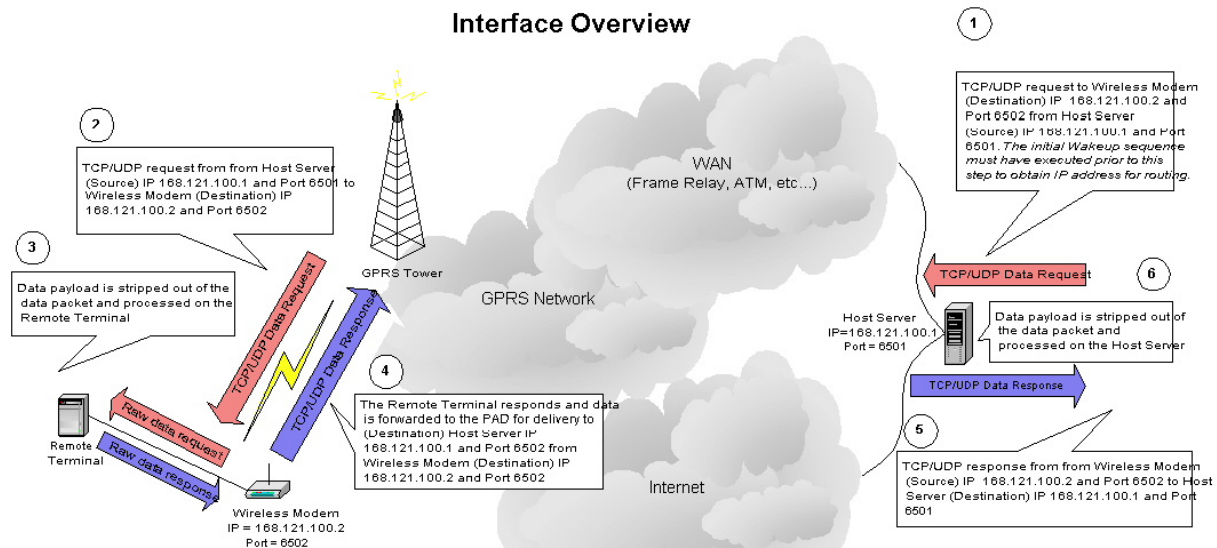 Interface Overview
1
TCP/UDP request to Wireless Modem
(Destination) IP 168.121.100.2 and
Port 6502 from Host Server
(Source) IP 168.121.100.1 and Port
6501. The initial Wakeup sequence
must have executed prior to this
step to obtain IP address for routing.
2
TCP/UDP request from from Host Server
(Source) IP 168.121.100.1 and Port 6501 to
Wireless Modem (Destination) IP
168.121.100.2 and Port 6502
WAN
(Frame Relay, ATM, etc...)
3
Data payload is stripped out of the
data packet and processed on the
Remote Terminal
GPRS Tower
GPRS Network
TCP/UDP Data Request
TCP/UDP Data Response
TCP/UDP Data Request
6
Host Server
IP=168.121.100.1
Port = 6501
Data payload is stripped out of
the data packet and
processed on the Host Server
TCP/UDP Data Response
4
The Remote Terminal responds and data
is forwarded to the PAD for delivery to
(Destination) Host Server IP
168.121.100.1 and Port 6502 from
Wireless Modem (Destination) IP
168.121.100.2 and Port 6502
Raw data request
Raw data response
Remote
Terminal
Wireless Modem
IP = 168.121.100.2
Port = 6502
Internet
5
TCP/UDP response from from Wireless Modem
(Source) IP 168.121.100.2 and Port 6502 to Host
Server (Destination) IP 168.121.100.1 and Port
6501